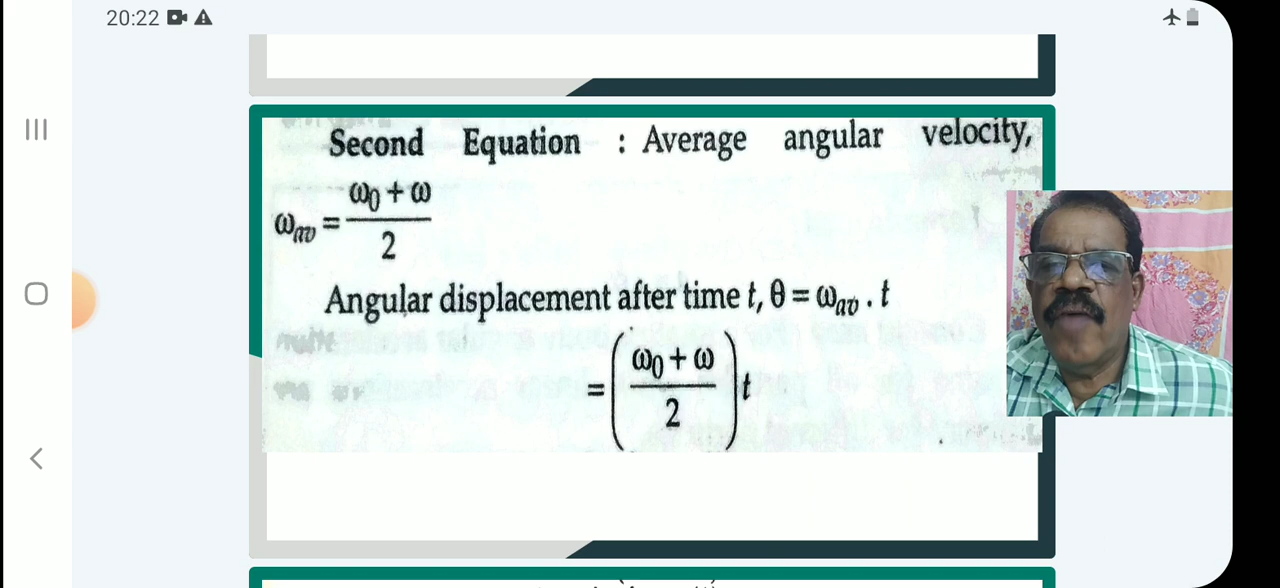 20:22
Second Equation : Average angular velocity,
ω_av = (ω₀ + ω)/2
Angular displacement after time t, θ = ω_av . t
= ((ω₀ + ω)/2) t